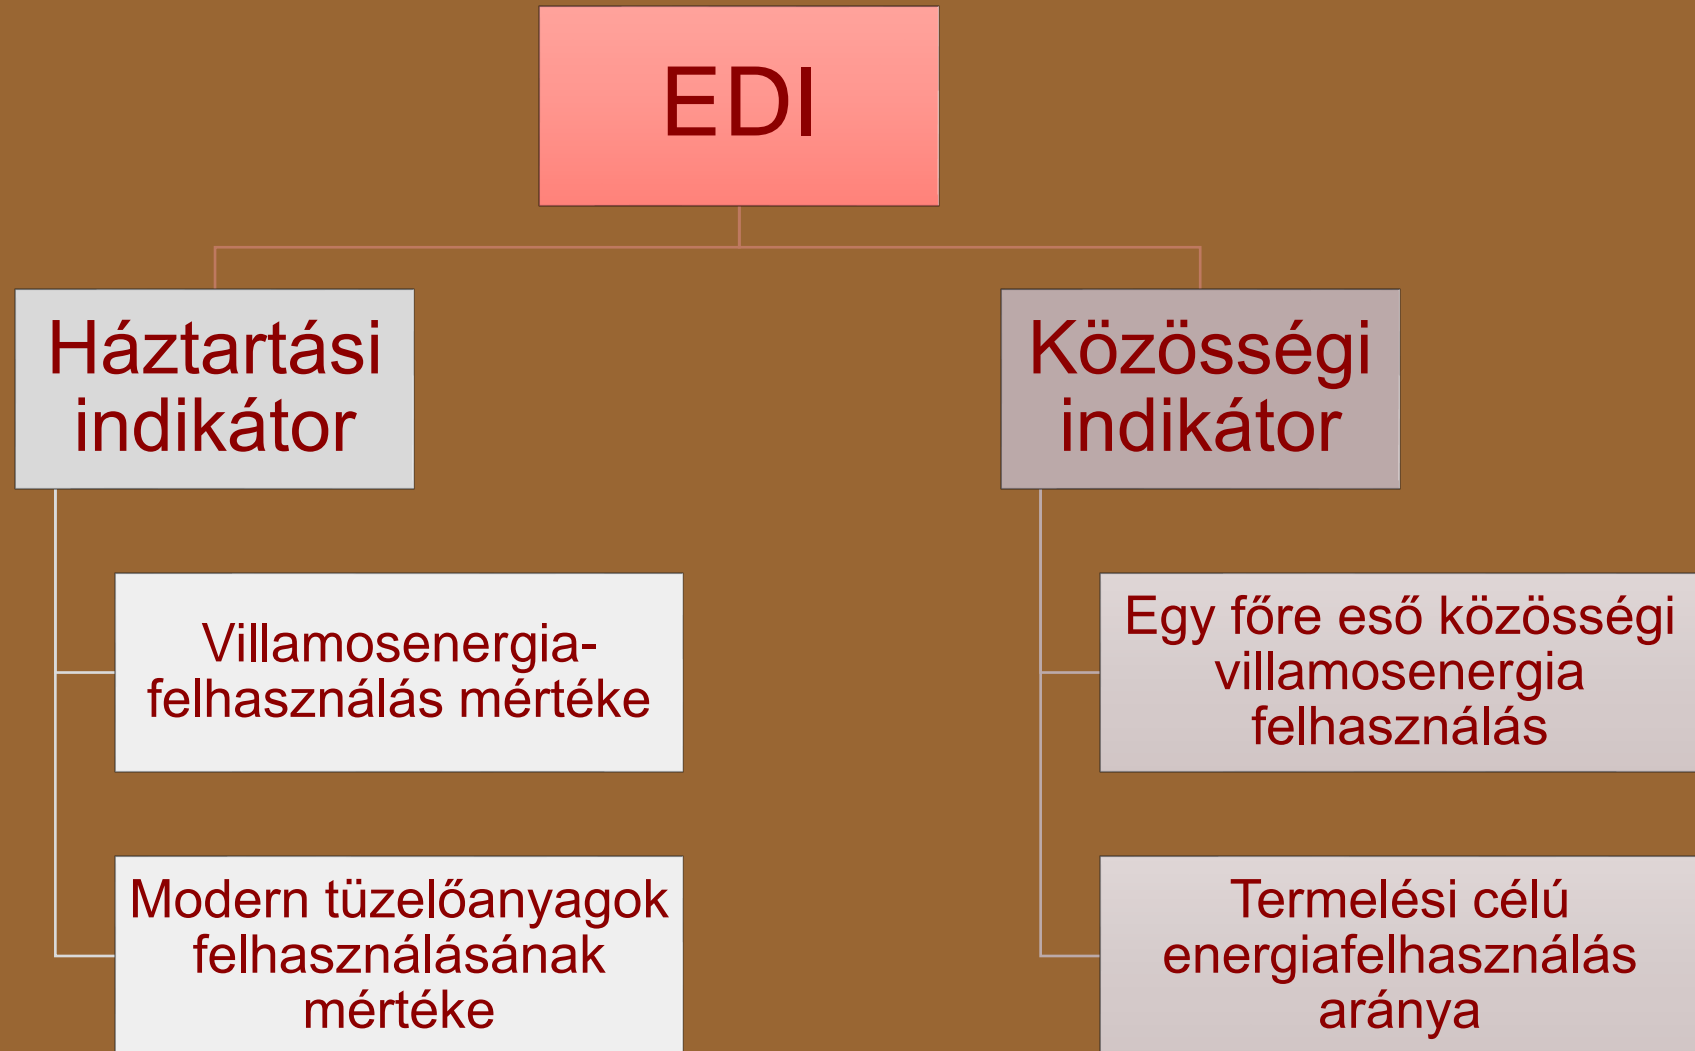 EDI
Háztartási
indikátor
Villamosenergia-
felhasználás mértéke
Modern tüzelőanyagok
felhasználásának
mértéke
Közösségi
indikátor
Egy főre eső közösségi
villamosenergia
felhasználás
Termelési célú
energiafelhasználás
aránya